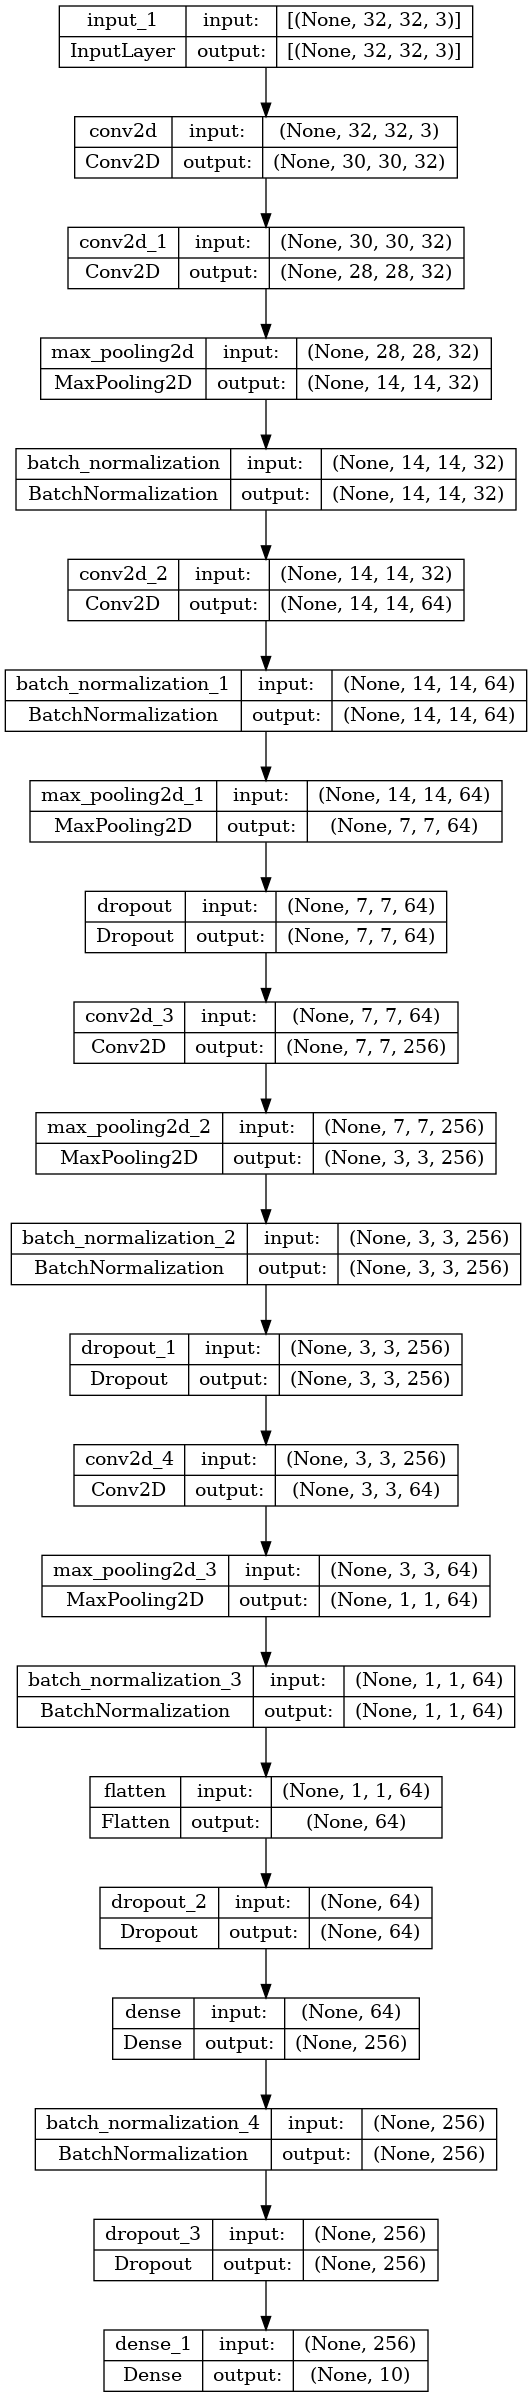 input_1 input: [(None, 32, 32, 3)]
InputLayer output: [(None, 32, 32, 3)]
conv2d input: (None, 32, 32, 3)
Conv2D output: (None, 30, 30, 32)
conv2d_1 input: (None, 30, 30, 32)
Conv2D output: (None, 28, 28, 32)
max_pooling2d input: (None, 28, 28, 32)
MaxPooling2D output: (None, 14, 14, 32)
batch_normalization input: (None, 14, 14, 32)
BatchNormalization output: (None, 14, 14, 32)
conv2d_2 input: (None, 14, 14, 32)
Conv2D output: (None, 14, 14, 64)
batch_normalization_1 input: (None, 14, 14, 64)
BatchNormalization output: (None, 14, 14, 64)
max_pooling2d_1 input: (None, 14, 14, 64)
MaxPooling2D output: (None, 7, 7, 64)
dropout input: (None, 7, 7, 64)
Dropout output: (None, 7, 7, 64)
conv2d_3 input: (None, 7, 7, 64)
Conv2D output: (None, 7, 7, 256)
max_pooling2d_2 input: (None, 7, 7, 256)
MaxPooling2D output: (None, 3, 3, 256)
batch_normalization_2 input: (None, 3, 3, 256)
BatchNormalization output: (None, 3, 3, 256)
dropout_1 input: (None, 3, 3, 256)
Dropout output: (None, 3, 3, 256)
conv2d_4 input: (None, 3, 3, 256)
Conv2D output: (None, 3, 3, 64)
max_pooling2d_3 input: (None, 3, 3, 64)
MaxPooling2D output: (None, 1, 1, 64)
batch_normalization_3 input: (None, 1, 1, 64)
BatchNormalization output: (None, 1, 1, 64)
flatten input: (None, 1, 1, 64)
Flatten output: (None, 64)
dropout_2 input: (None, 64)
Dropout output: (None, 64)
dense input: (None, 64)
Dense output: (None, 256)
batch_normalization_4 input: (None, 256)
BatchNormalization output: (None, 256)
dropout_3 input: (None, 256)
Dropout output: (None, 256)
dense_1 input: (None, 256)
Dense output: (None, 10)